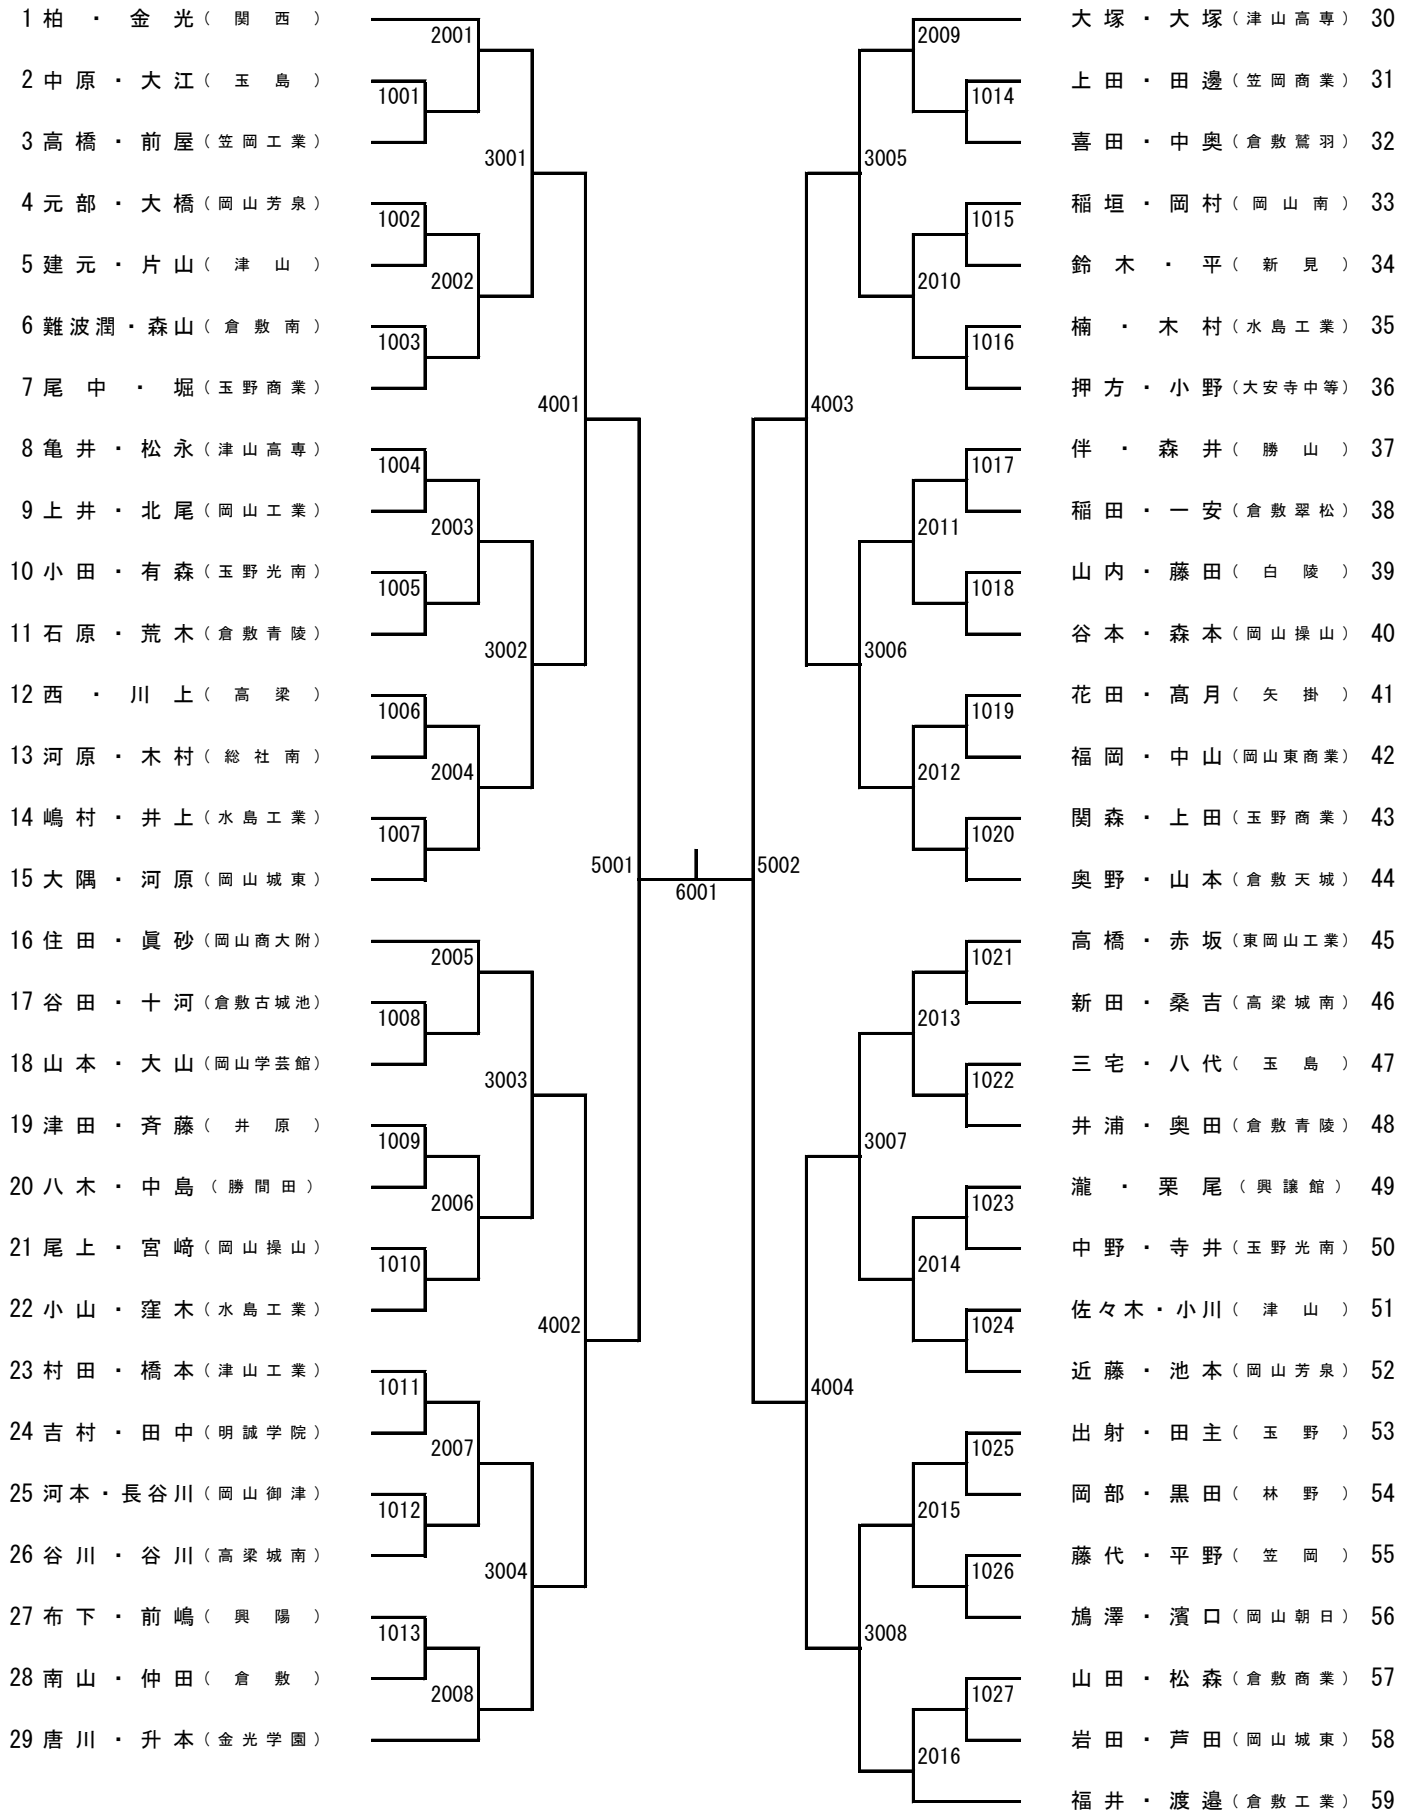 1 柏 ・ 金 光 ( 関 西 )
2 中 原 ・ 大 江 ( 玉 島 )
3 高 橋 ・ 前 屋 ( 笠 岡 工 業 )
4 元 部 ・ 大 橋 ( 岡 山 芳 泉 )
5 建 元 ・ 片 山 ( 津 山 )
6 難波潤・森山 ( 倉 敷 南 )
7 尾 中 ・ 堀 ( 玉 野 商 業 )
8 亀 井 ・ 松 永 ( 津 山 高 専 )
9 上 井 ・ 北 尾 ( 岡 山 工 業 )
10 小 田 ・ 有 森 ( 玉 野 光 南 )
11 石 原 ・ 荒 木 ( 倉 敷 青 陵 )
12 西 ・ 川 上 ( 高 梁 )
13 河 原 ・ 木 村 ( 総 社 南 )
14 嶋 村 ・ 井 上 ( 水 島 工 業 )
15 大 隅 ・ 河 原 ( 岡 山 城 東 )
16 住 田 ・ 眞 砂 (岡山商大附)
17 谷 田 ・ 十 河 (倉敷古城池)
18 山 本 ・ 大 山 (岡山学芸館)
19 津 田 ・ 斉 藤 ( 井 原 )
20 八 木 ・ 中 島 ( 勝 間 田 )
21 尾 上 ・ 宮 﨑 ( 岡 山 操 山 )
22 小 山 ・ 窪 木 ( 水 島 工 業 )
23 村 田 ・ 橋 本 ( 津 山 工 業 )
24 吉 村 ・ 田 中 ( 明 誠 学 院 )
25 河本・長谷川 ( 岡 山 御 津 )
26 谷 川 ・ 谷 川 ( 高 梁 城 南 )
27 布 下 ・ 前 嶋 ( 興 陽 )
28 南 山 ・ 仲 田 ( 倉 敷 )
29 唐 川 ・ 升 本 ( 金 光 学 園 )
2001
1001
3001
1002
2002
1003
4001
1004
2003
1005
3002
1006
2004
1007
5001
2005
1008
3003
1009
2006
1010
4002
1011
2007
1012
3004
1013
2008
6001
2009
1014
3005
1015
2010
1016
4003
1017
2011
1018
3006
1019
2012
1020
5002
1021
2013
1022
3007
1023
2014
1024
4004
1025
2015
1026
3008
1027
2016
大 塚 ・ 大 塚 ( 津 山 高 専 ) 30
上 田 ・ 田 邊 ( 笠 岡 商 業 ) 31
喜 田 ・ 中 奥 ( 倉 敷 鷲 羽 ) 32
稲 垣 ・ 岡 村 ( 岡 山 南 ) 33
鈴 木 ・ 平 ( 新 見 ) 34
楠 ・ 木 村 ( 水 島 工 業 ) 35
押 方 ・ 小 野 (大安寺中等) 36
伴 ・ 森 井 ( 勝 山 ) 37
稲 田 ・ 一 安 ( 倉 敷 翠 松 ) 38
山 内 ・ 藤 田 ( 白 陵 ) 39
谷 本 ・ 森 本 ( 岡 山 操 山 ) 40
花 田 ・ 髙 月 ( 矢 掛 ) 41
福 岡 ・ 中 山 (岡山東商業) 42
関 森 ・ 上 田 ( 玉 野 商 業 ) 43
奥 野 ・ 山 本 ( 倉 敷 天 城 ) 44
高 橋 ・ 赤 坂 (東岡山工業) 45
新 田 ・ 桑 吉 ( 高 梁 城 南 ) 46
三 宅 ・ 八 代 ( 玉 島 ) 47
井 浦 ・ 奥 田 ( 倉 敷 青 陵 ) 48
瀧 ・ 栗 尾 ( 興 譲 館 ) 49
中 野 ・ 寺 井 ( 玉 野 光 南 ) 50
佐々木・小川 ( 津 山 ) 51
近 藤 ・ 池 本 ( 岡 山 芳 泉 ) 52
出 射 ・ 田 主 ( 玉 野 ) 53
岡 部 ・ 黒 田 ( 林 野 ) 54
藤 代 ・ 平 野 ( 笠 岡 ) 55
鳩 澤 ・ 濱 口 ( 岡 山 朝 日 ) 56
山 田 ・ 松 森 ( 倉 敷 商 業 ) 57
岩 田 ・ 芦 田 ( 岡 山 城 東 ) 58
福 井 ・ 渡 邉 ( 倉 敷 工 業 ) 59